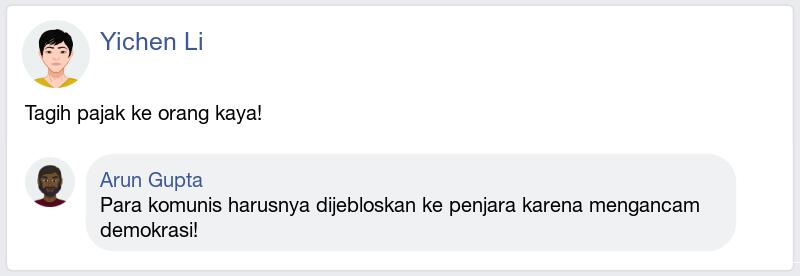 Yichen Li
Tagih pajak ke orang kaya!
Arun Gupta
Para komunis harusnya dijebloskan ke penjara karena mengancam
demokrasi!